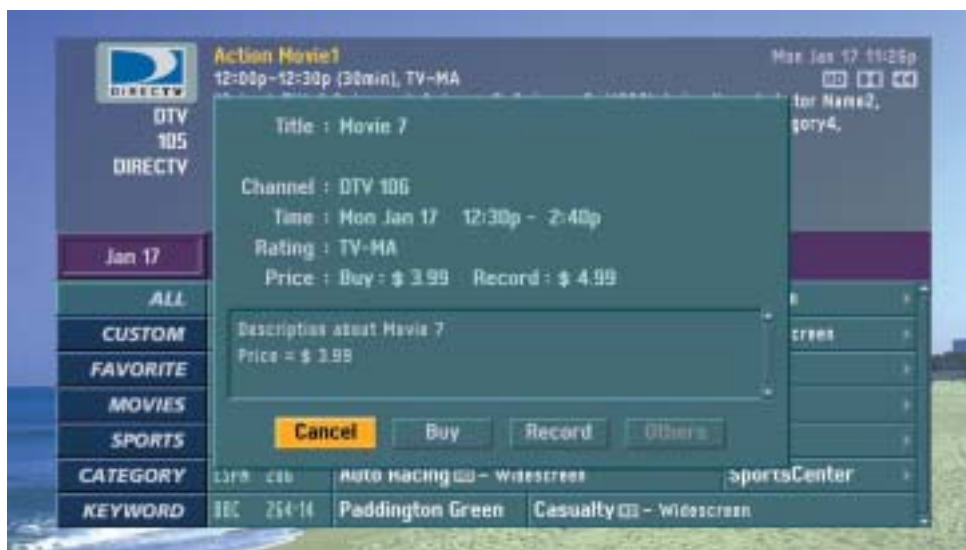 Action Movie1
Mon Jan 17 11:26p
12:00p-12:30p (30min), TV-MA
DIRECTV
DTV
105
DIRECTV
Name2,
Title : Movie 7
Channel : DTV 106
Time : Mon Jan 17 12:30p - 2:40p
Rating : TV-MA
Price : Buy : $ 3.99 Record : $ 4.99
Description about Movie 7
Price = $ 3.99
Cancel Buy Record Others
Jan 17
ALL
CUSTOM
FAVORITE
MOVIES
SPORTS
CATEGORY Auto Racing - Widescreen SportsCenter
KEYWORD BBC 264-14 Paddington Green Casualty CC - Widescreen